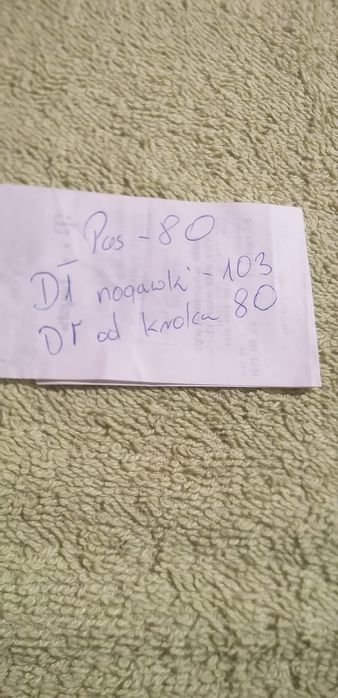 Pas - 80
Dł nogawki - 103
Dł od kroku 80